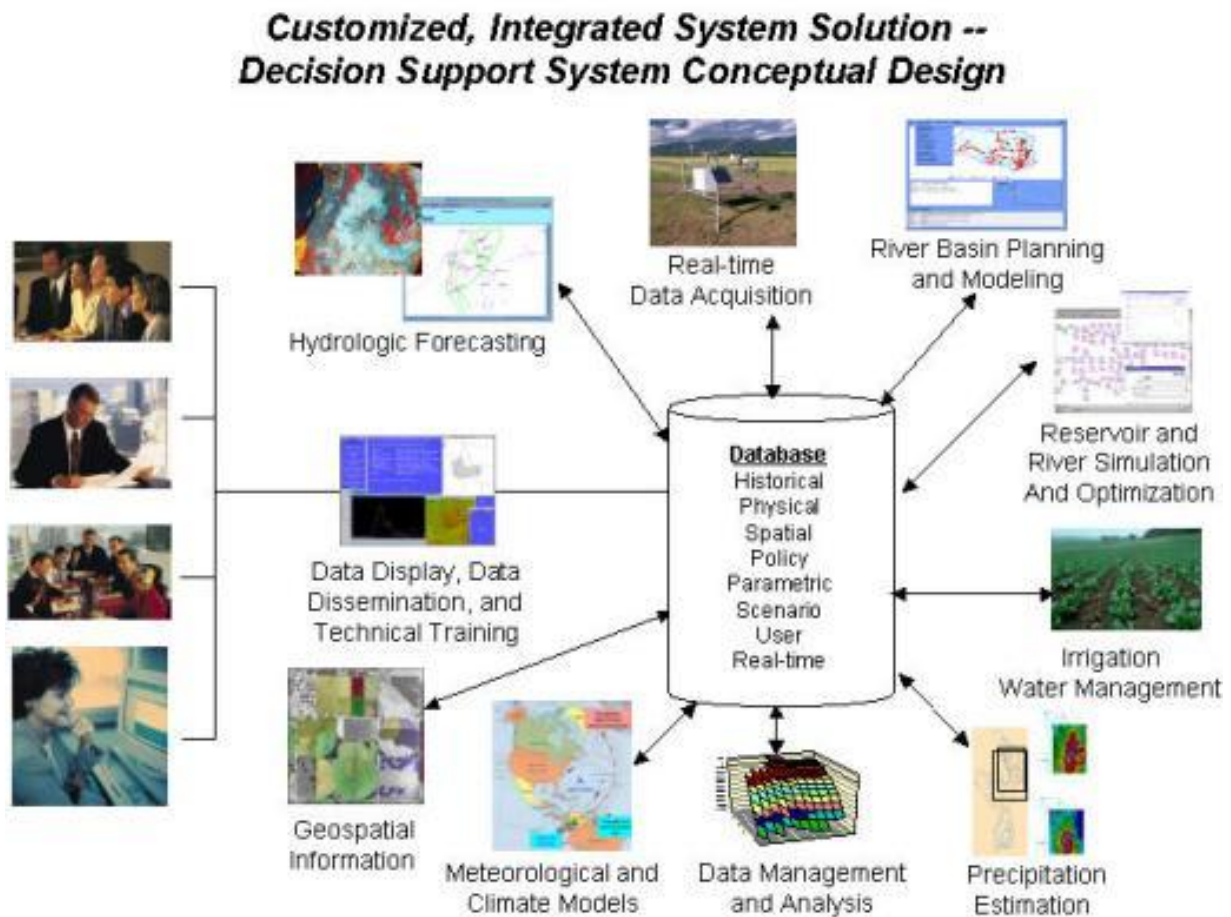 Customized, Integrated System Solution --
Decision Support System Conceptual Design
Hydrologic Forecasting
Real-time
Data Acquisition
River Basin Planning
and Modeling
Reservoir and
River Simulation
And Optimization
Database
Historical
Physical
Spatial
Policy
Parametric
Scenario
User
Real-time
Data Display, Data
Dissemination, and
Technical Training
Irrigation
Water Management
Geospatial
Information
Meteorological and
Climate Models
Data Management
and Analysis
Precipitation
Estimation